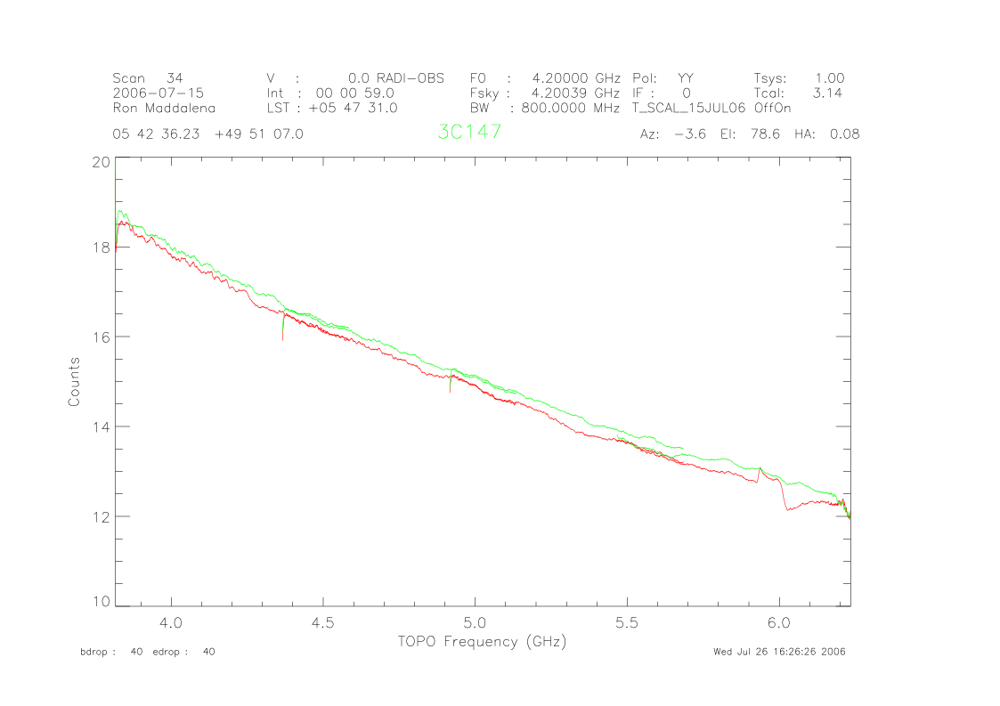 Scan 34 V : 0.0 RADI-OBS F0 : 4.20000 GHz Pol: YY Tsys: 1.00
2006-07-15 Int : 00 00 59.0 Fsky : 4.20039 GHz IF : 0 Tcal: 3.14
Ron Maddalena LST : +05 47 31.0 BW : 800.0000 MHz T_SCAL_15JUL06 OffOn
05 42 36.23 +49 51 07.0 3C147 Az: -3.6 El: 78.6 HA: 0.08
20
18
16
14
12
10
Counts
4.0 4.5 5.0 5.5 6.0
TOPO Frequency (GHz)
bdrop : 40 edrop : 40 Wed Jul 26 16:26:26 2006